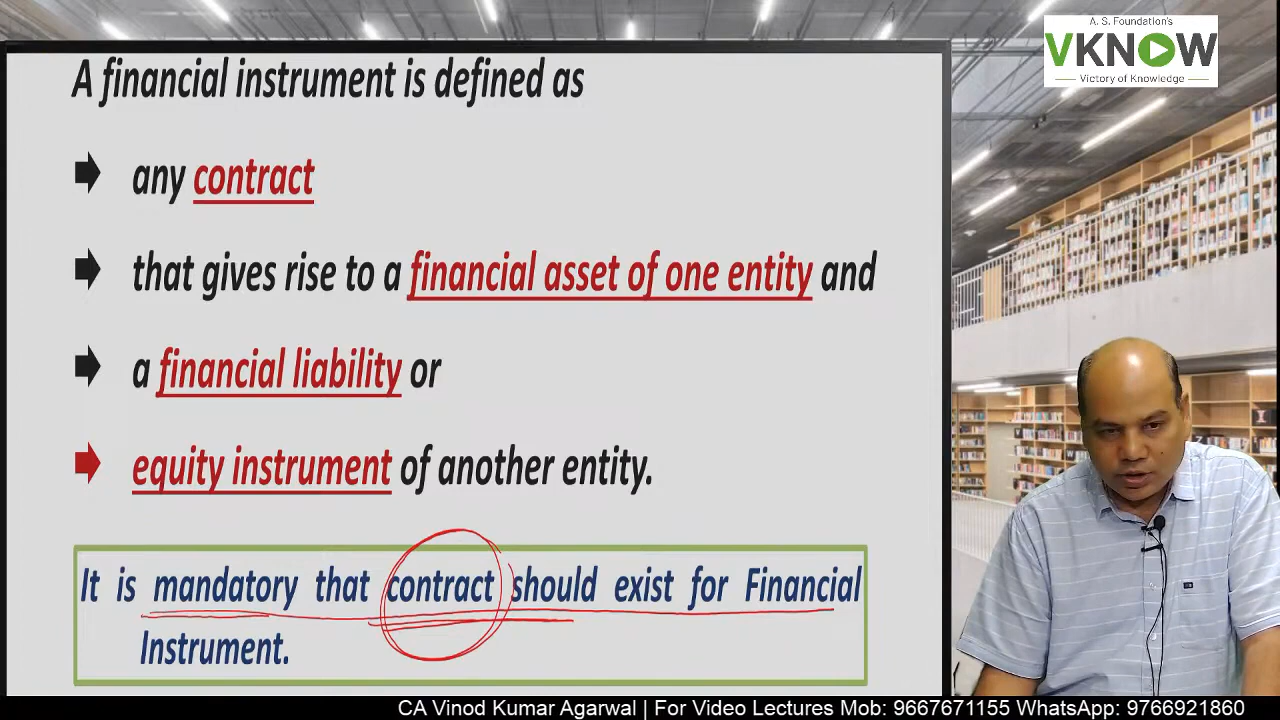 A. S. Foundation's
VKNOW
Victory of Knowledge
A financial instrument is defined as
any contract
that gives rise to a financial asset of one entity and
a financial liability or
equity instrument of another entity.
It is mandatory that contract should exist for Financial
Instrument.
CA Vinod Kumar Agarwal | For Video Lectures Mob: 9667671155 WhatsApp: 9766921860